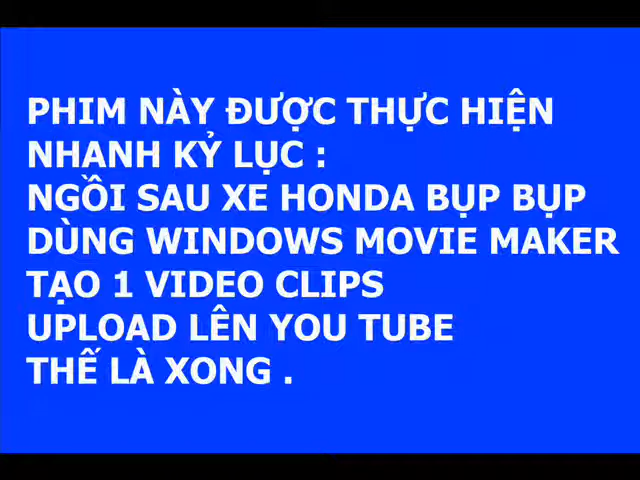 PHIM NÀY ĐƯỢC THỰC HIỆN
NHANH KỶ LỤC :
NGỒI SAU XE HONDA BỤP BỤP
DÙNG WINDOWS MOVIE MAKER
TẠO 1 VIDEO CLIPS
UPLOAD LÊN YOU TUBE
THẾ LÀ XONG .